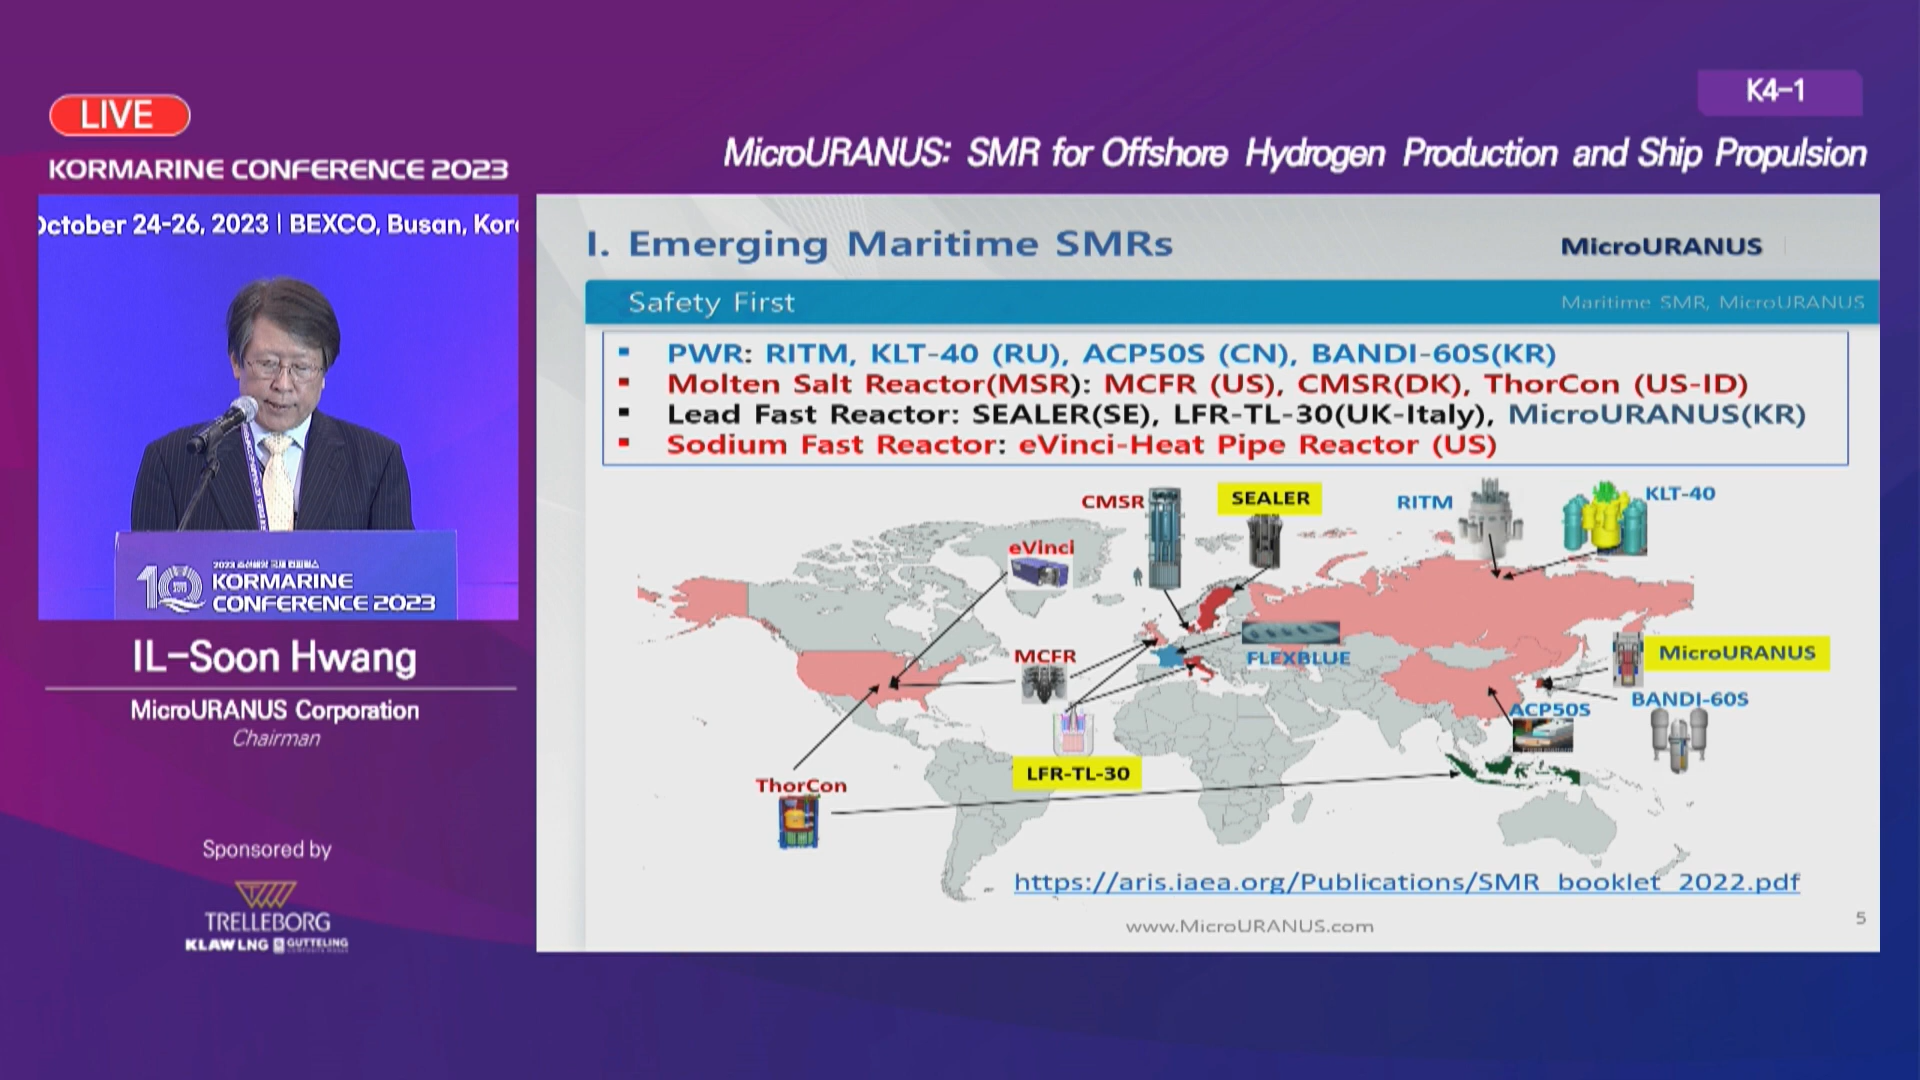 LIVE
KORMARINE CONFERENCE 2023
K4-1
MicroURANUS: SMR for Offshore Hydrogen Production and Ship Propulsion
October 24-26, 2023 | BEXCO, Busan, Kor
10
KORMARINE
CONFERENCE 2023
IL-Soon Hwang
MicroURANUS Corporation
Chairman
Sponsored by
TRELLEBORG
KLAW LNG GUTTELING
I. Emerging Maritime SMRs
MicroURANUS
Safety First
Maritime SMR, MicroURANUS
▪ PWR: RITM, KLT-40 (RU), ACP50S (CN), BANDI-60S(KR)
▪ Molten Salt Reactor(MSR): MCFR (US), CMSR(DK), ThorCon (US-ID)
▪ Lead Fast Reactor: SEALER(SE), LFR-TL-30(UK-Italy), MicroURANUS(KR)
▪ Sodium Fast Reactor: eVinci-Heat Pipe Reactor (US)
CMSR
SEALER
RITM
KLT-40
eVinci
MCFR
FLEXBLUE
MicroURANUS
BANDI-60S
ACP50S
LFR-TL-30
ThorCon
https://aris.iaea.org/Publications/SMR_booklet_2022.pdf
www.MicroURANUS.com
5